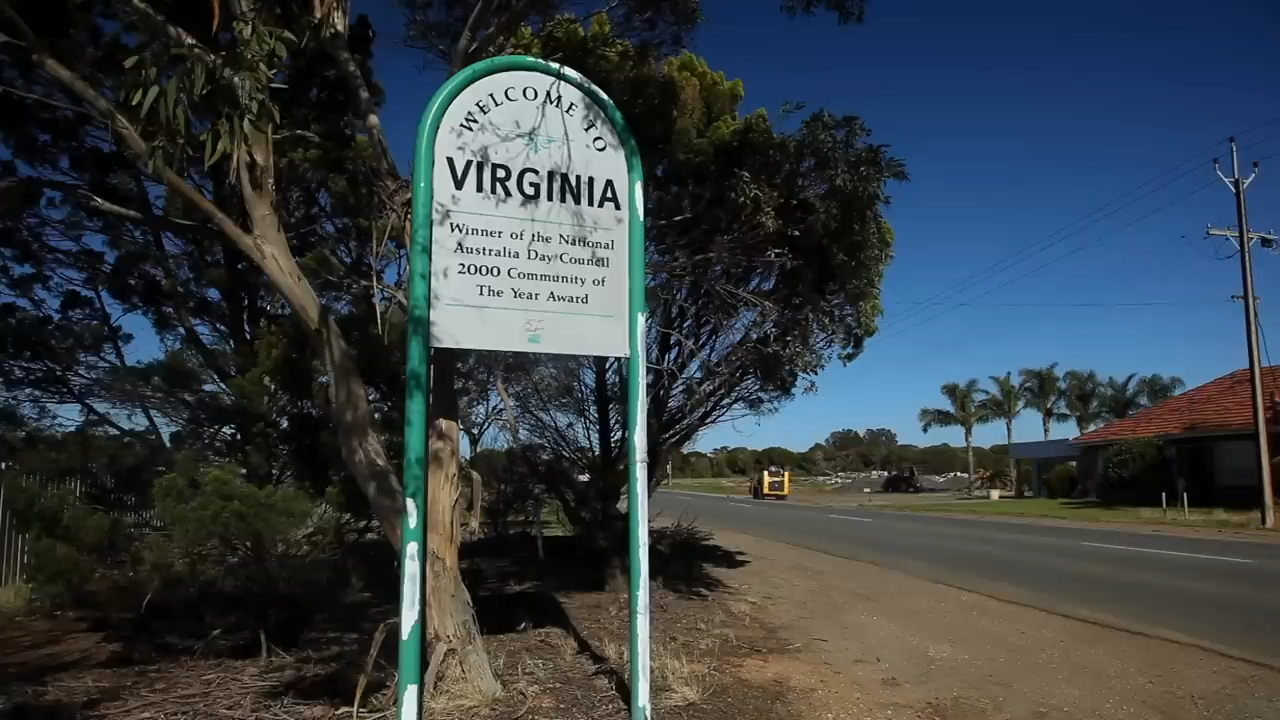 WELCOME TO
VIRGINIA
Winner of the National
Australia Day Council
2000 Community of
The Year Award